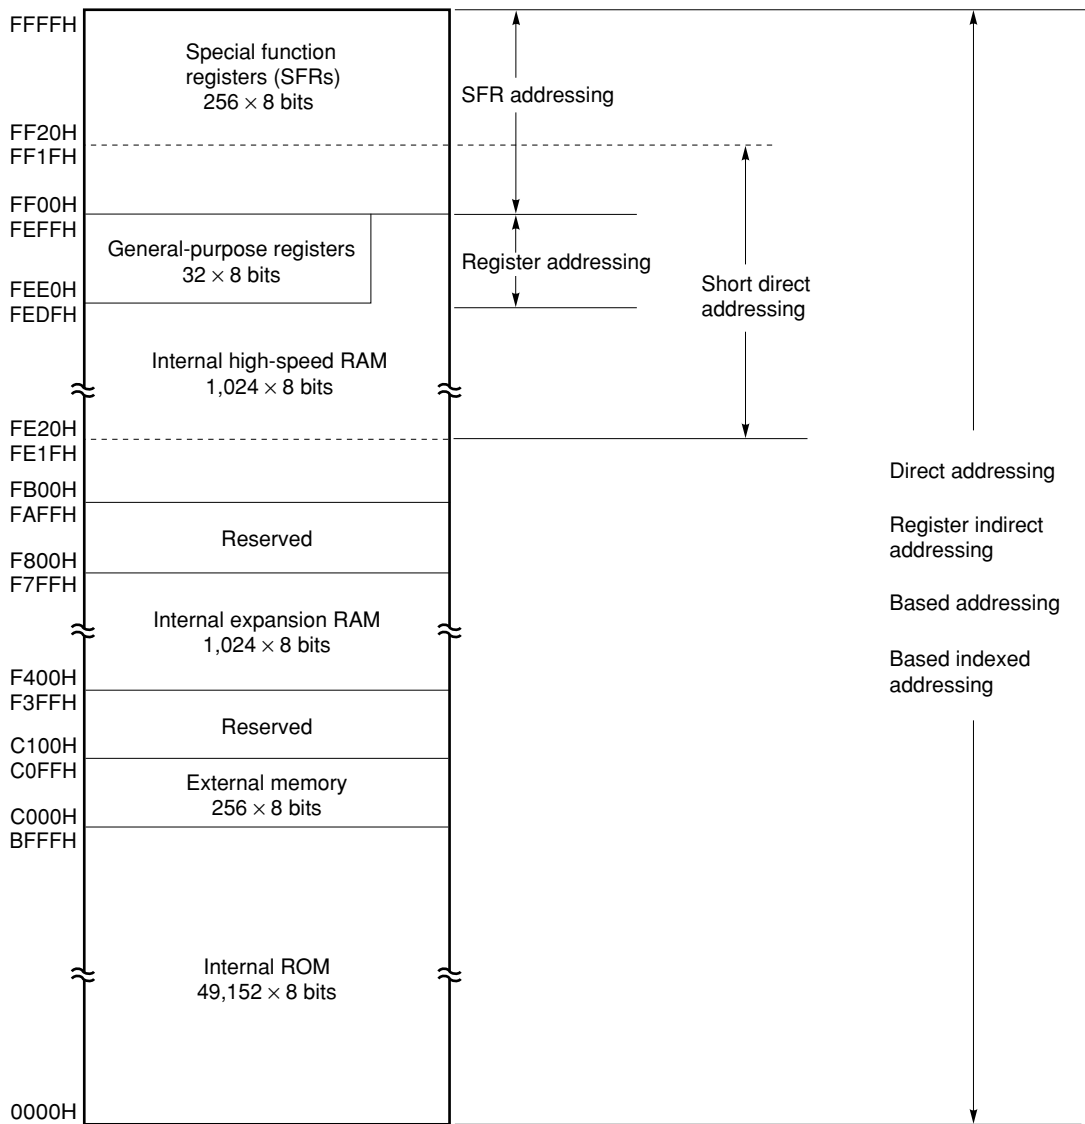 FFFFH
Special function
registers (SFRs)
256 × 8 bits
SFR addressing
FF20H
FF1FH
FF00H
FEFFH
General-purpose registers
32 × 8 bits
Register addressing
Short direct
addressing
FEE0H
FEDFH
Internal high-speed RAM
1,024 × 8 bits
FE20H
FE1FH
FB00H
FAFFH
Reserved
F800H
F7FFH
Internal expansion RAM
1,024 × 8 bits
F400H
F3FFH
Reserved
C100H
C0FFH
External memory
256 × 8 bits
C000H
BFFFH
Internal ROM
49,152 × 8 bits
0000H
Direct addressing
Register indirect
addressing
Based addressing
Based indexed
addressing